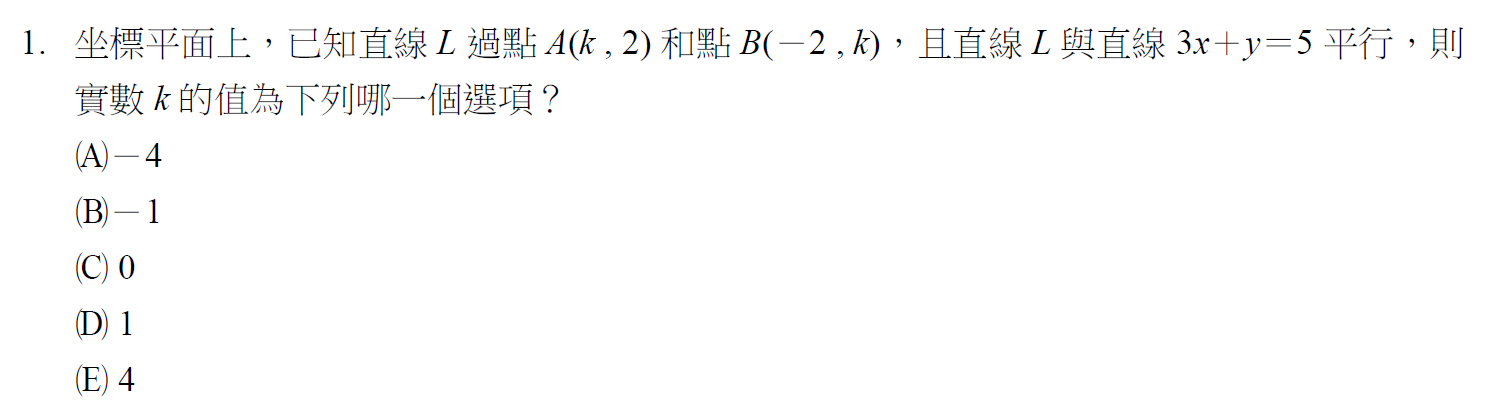 1. 坐標平面上，已知直線 L 過點 A(k , 2) 和點 B(－2 , k)，且直線 L 與直線 3x＋y＝5 平行，則
實數 k 的值為下列哪一個選項？
(A)－4
(B)－1
(C) 0
(D) 1
(E) 4